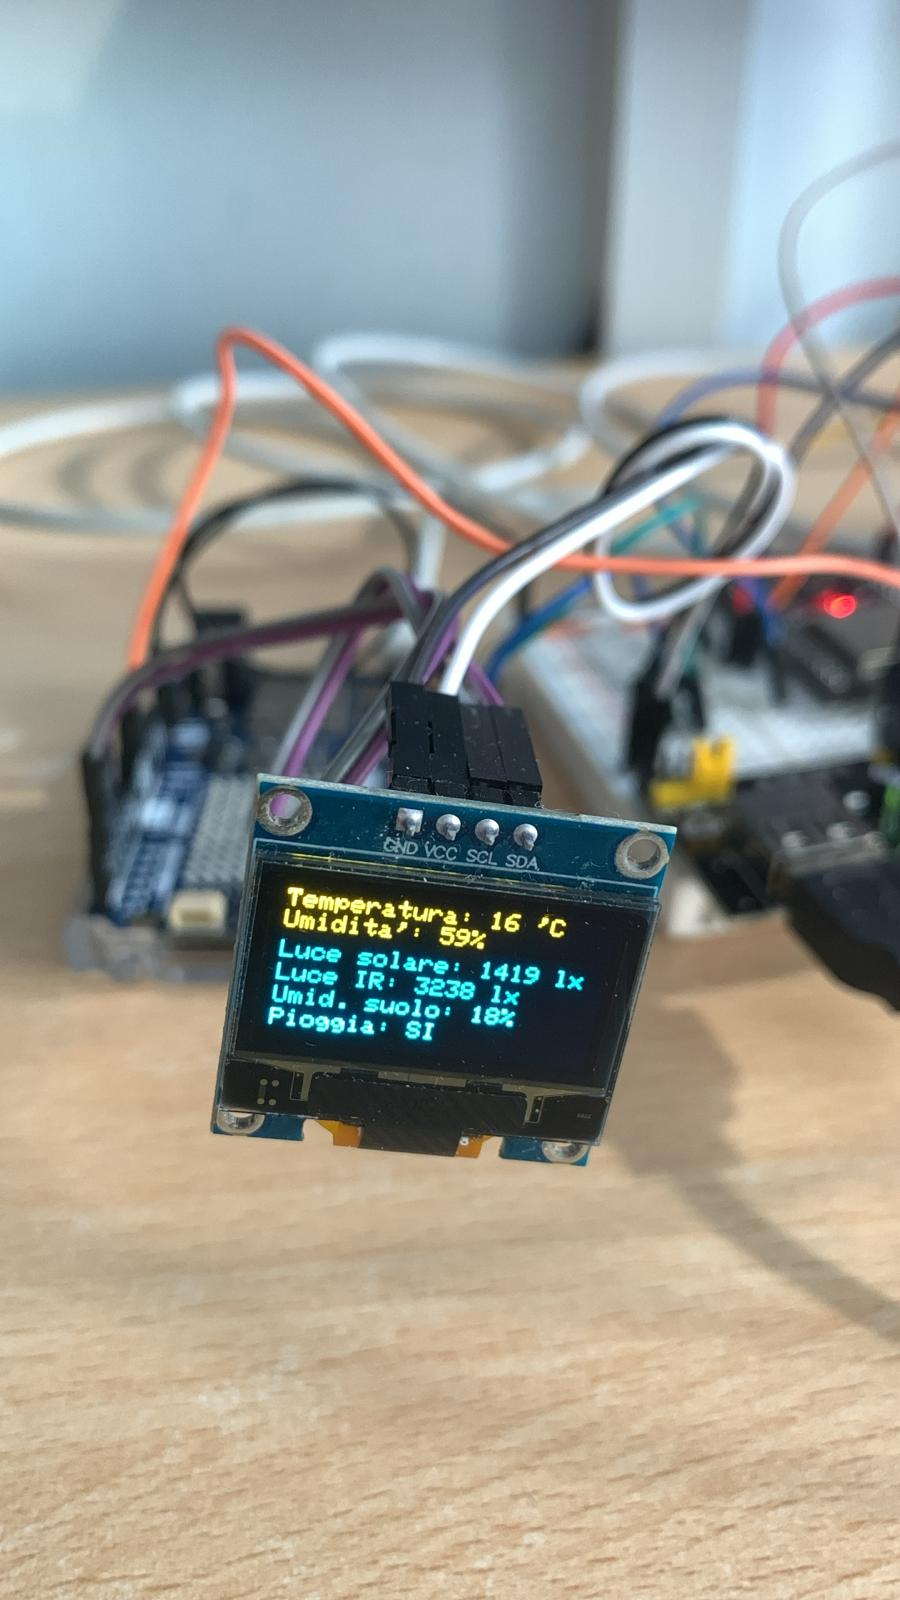 GND VCC SCL SDA
Temperatura: 16 'C
Umidita': 59%
Luce solare: 1419 lx
Luce IR: 3238 lx
Umid. suolo: 18%
Pioggia: SI